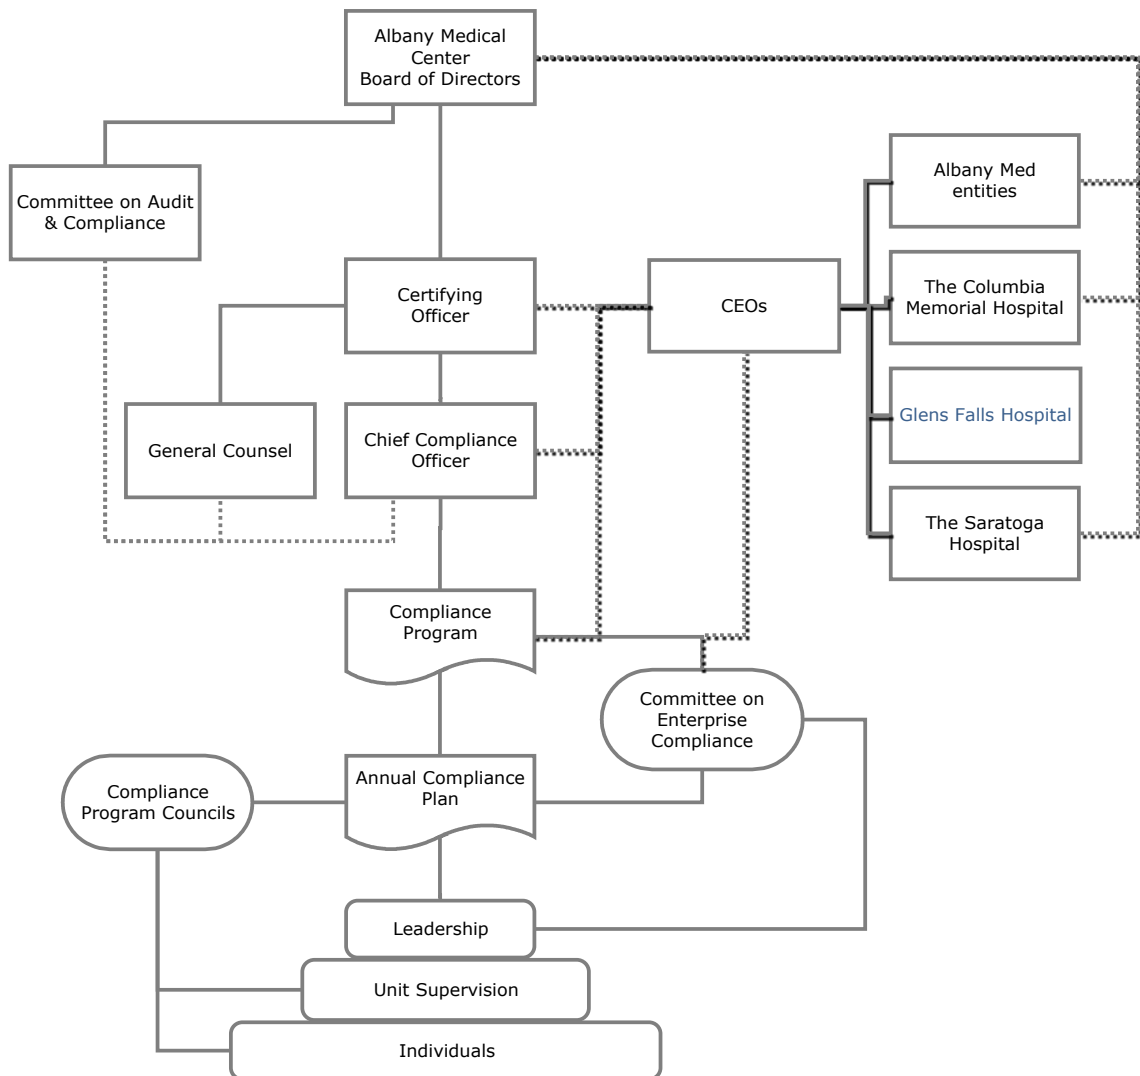 Albany Medical
Center
Board of Directors
Committee on Audit
& Compliance
Albany Med
entities
Certifying
Officer
CEOs
The Columbia
Memorial Hospital
General Counsel
Chief Compliance
Officer
Glens Falls Hospital
The Saratoga
Hospital
Compliance
Program
Committee on
Enterprise
Compliance
Compliance
Program Councils
Annual Compliance
Plan
Leadership
Unit Supervision
Individuals